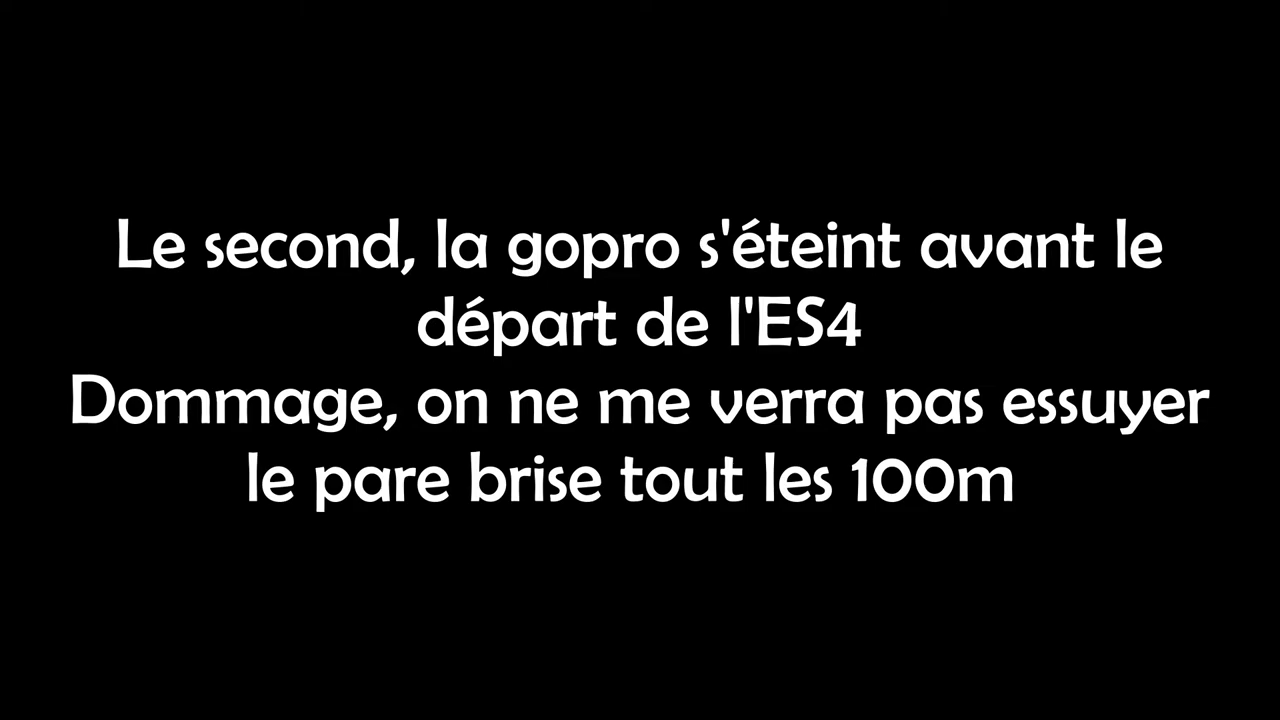 Le second, la gopro s'éteint avant le
départ de l'ES4
Dommage, on ne me verra pas essuyer
le pare brise tout les 100m